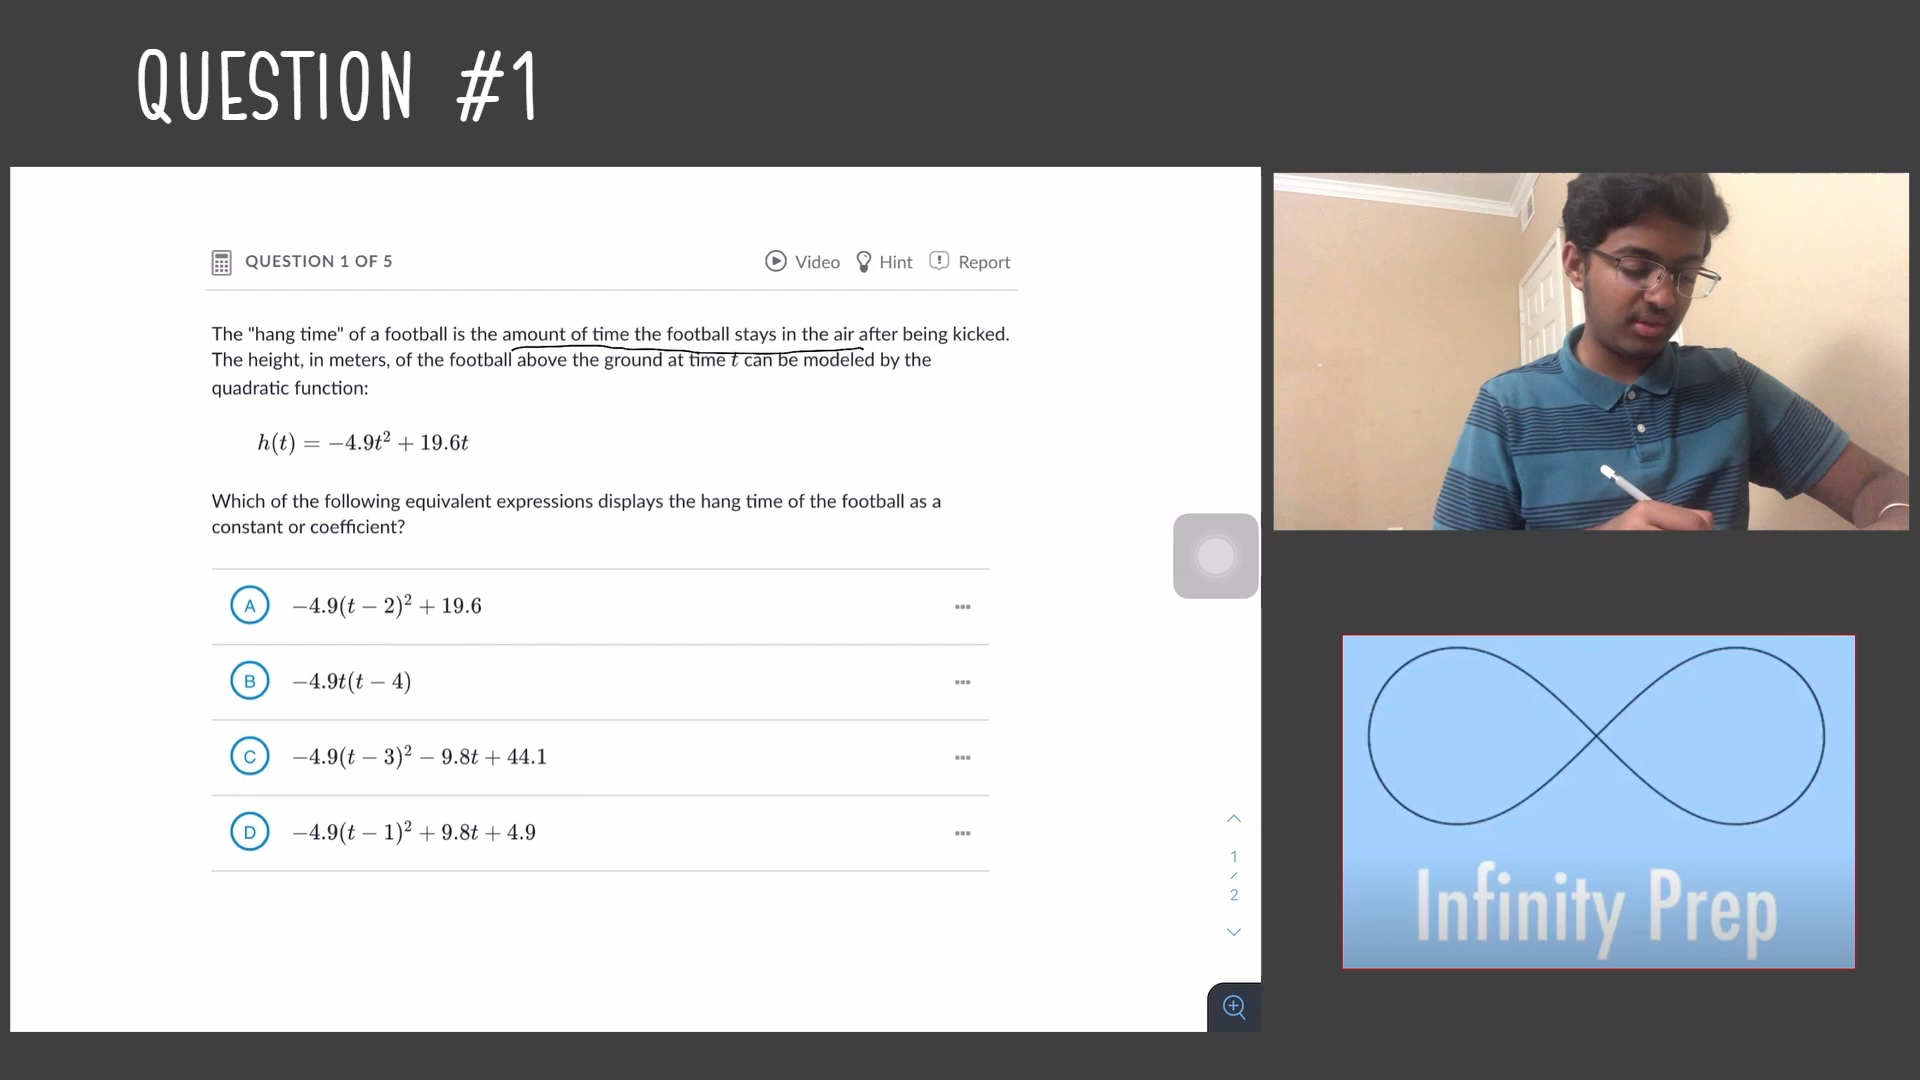 QUESTION #1
QUESTION 1 OF 5
Video
Hint
Report
The "hang time" of a football is the amount of time the football stays in the air after being kicked.
The height, in meters, of the football above the ground at time t can be modeled by the
quadratic function:
h(t) = −4.9t² + 19.6t
Which of the following equivalent expressions displays the hang time of the football as a
constant or coefficient?
A −4.9(t − 2)² + 19.6
B −4.9t(t − 4)
C −4.9(t − 3)² − 9.8t + 44.1
D −4.9(t − 1)² + 9.8t + 4.9
1
/
2
Infinity Prep